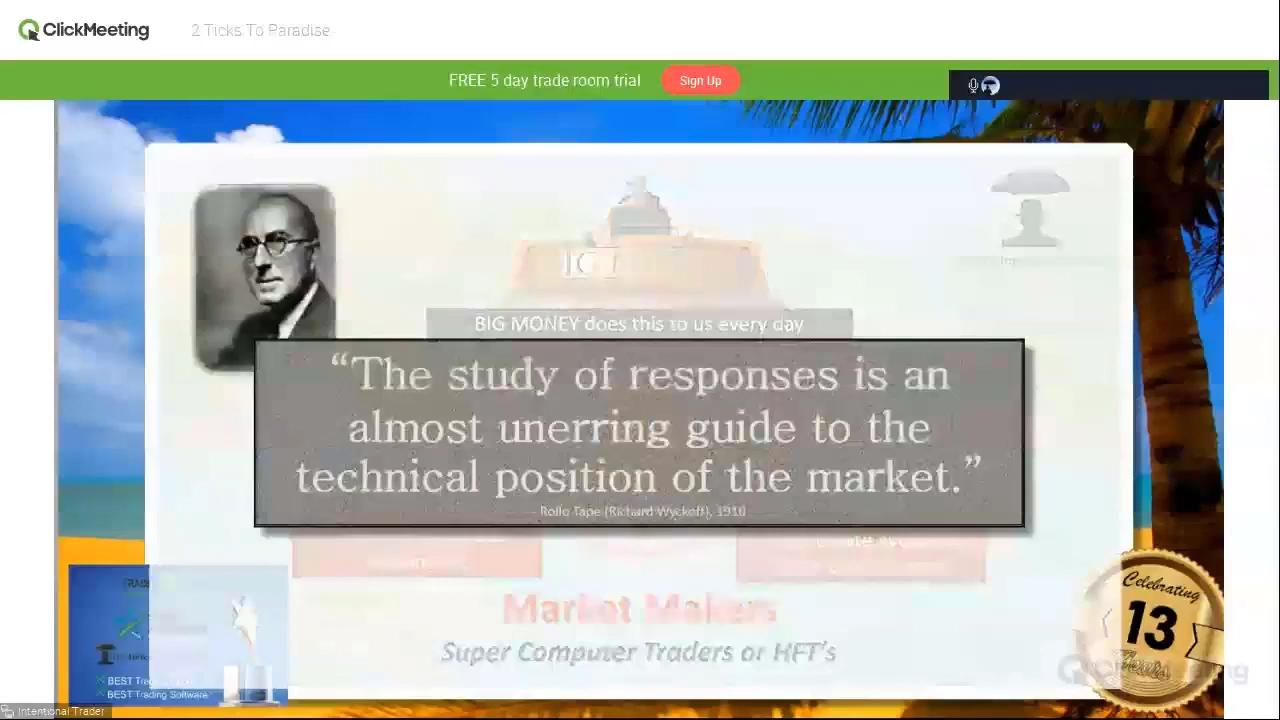 ClickMeeting
2 Ticks To Paradise
FREE 5 day trade room trial
Sign Up
BIG MONEY does this to us every day
“The study of responses is an
almost unerring guide to the
technical position of the market.”
- Rollo Tape (Richard Wyckoff), 1910
Market Makers
Super Computer Traders or HFT's
Celebrating
13
Years
BEST Trading Software
Intentional Trader